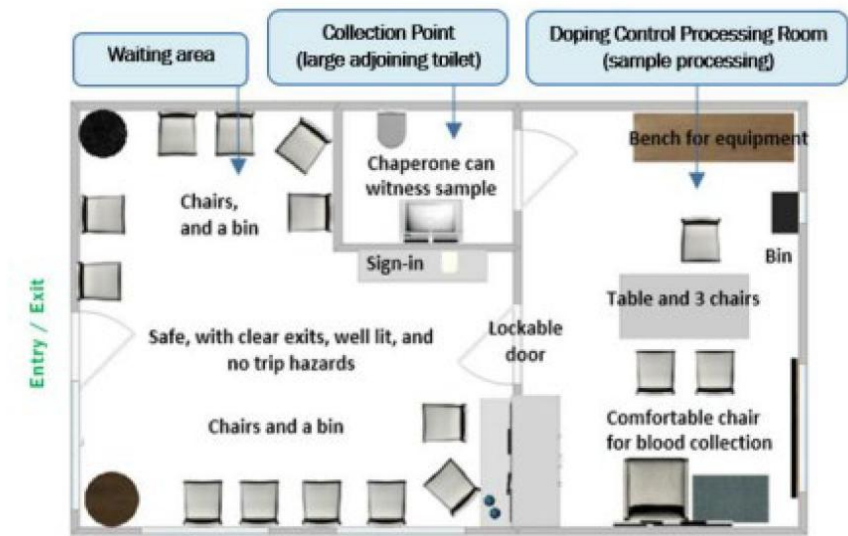 Waiting area
Collection Point
(large adjoining toilet)
Doping Control Processing Room
(sample processing)
Bench for equipment
Chaperone can
witness sample
Chairs,
and a bin
Sign-in
Bin
Table and 3 chairs
Entry / Exit
Safe, with clear exits, well lit, and
no trip hazards
Lockable
door
Chairs and a bin
Comfortable chair
for blood collection